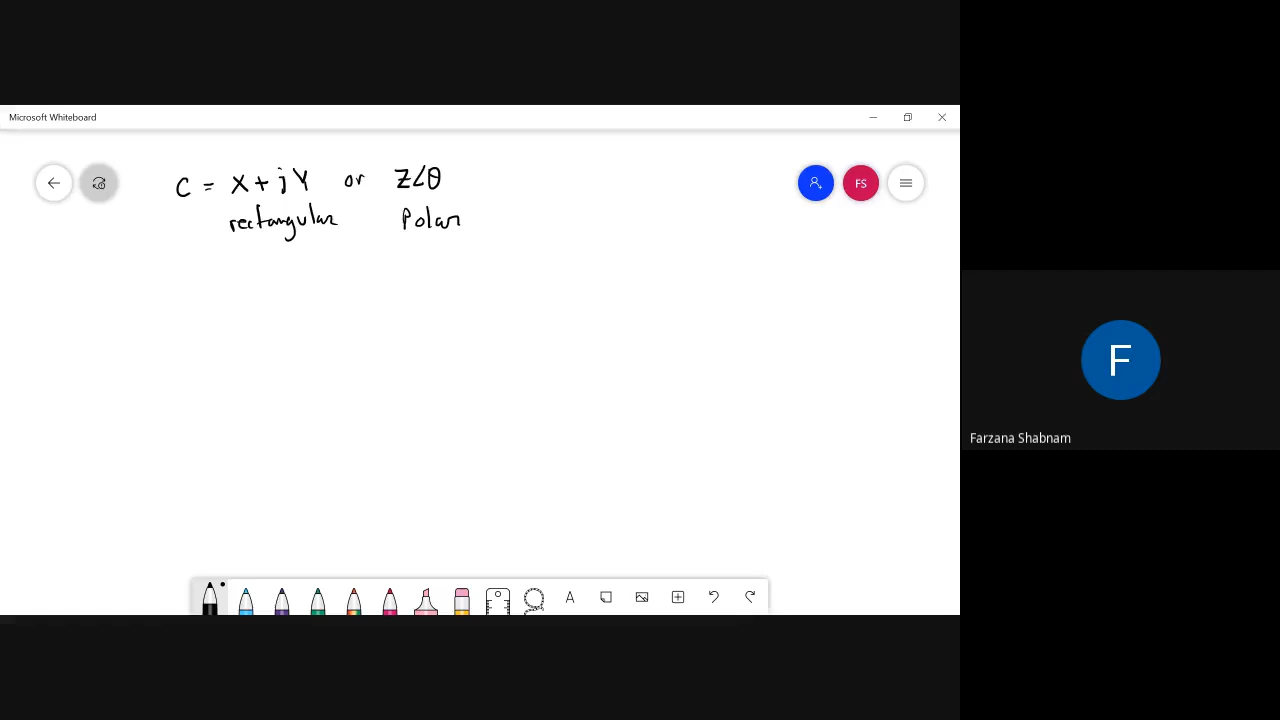 Microsoft Whiteboard
C = X + jY or Z∠θ
rectangular Polar
FS
F
Farzana Shabnam
A